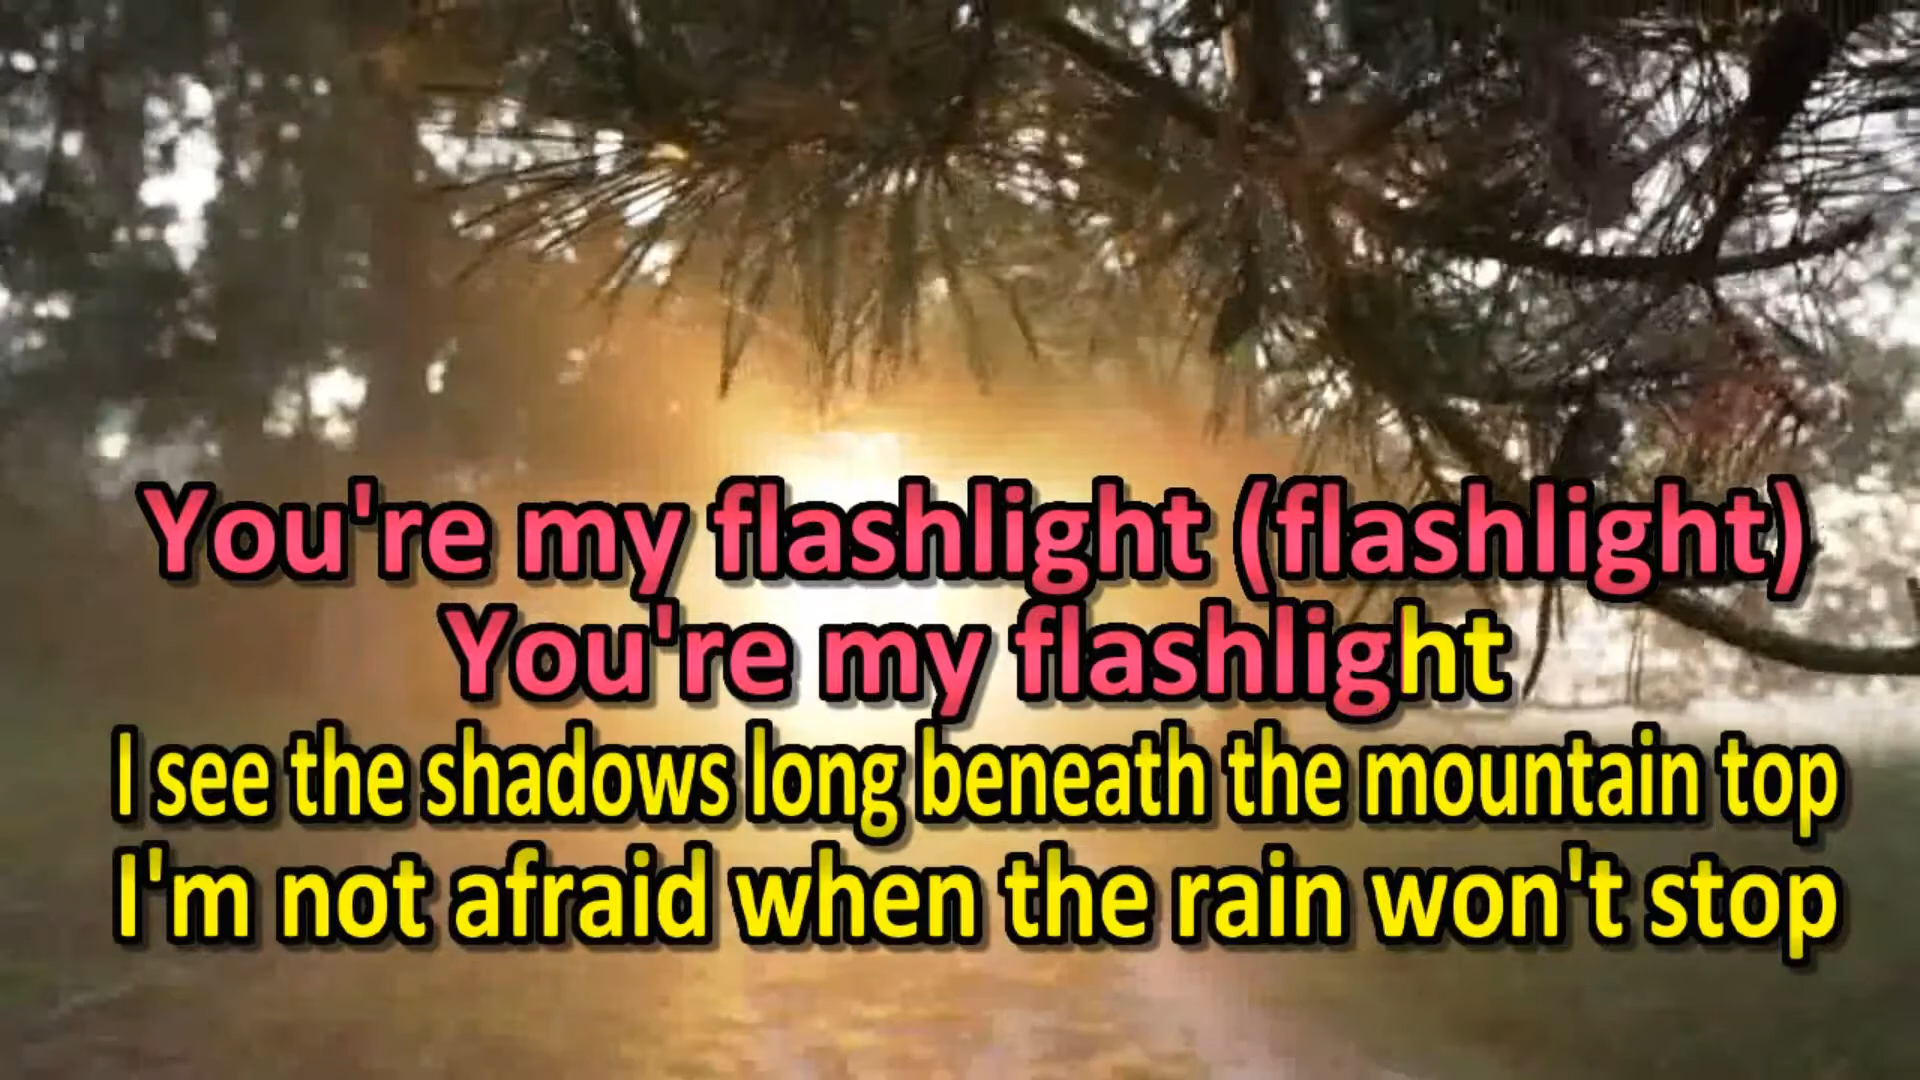 You're my flashlight (flashlight)
You're my flashlight
I see the shadows long beneath the mountain top
I'm not afraid when the rain won't stop